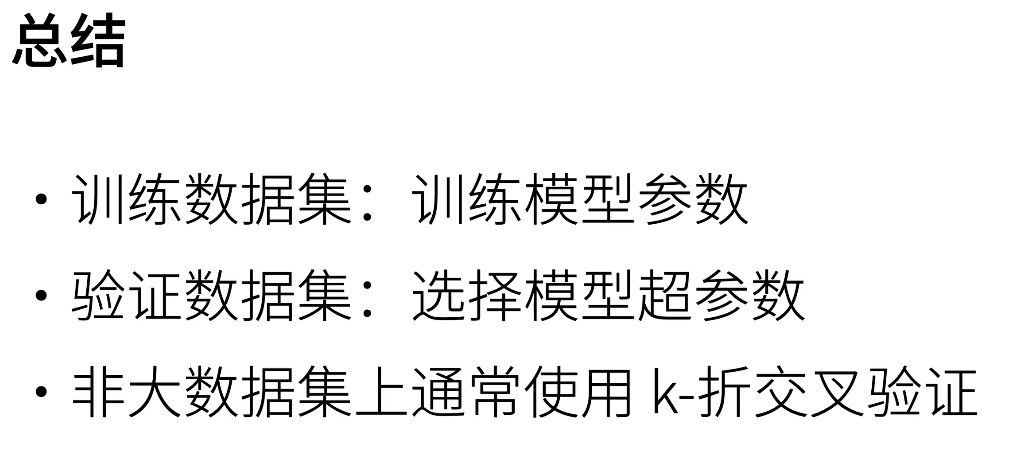 总结
• 训练数据集：训练模型参数
• 验证数据集：选择模型超参数
• 非大数据集上通常使用 k-折交叉验证